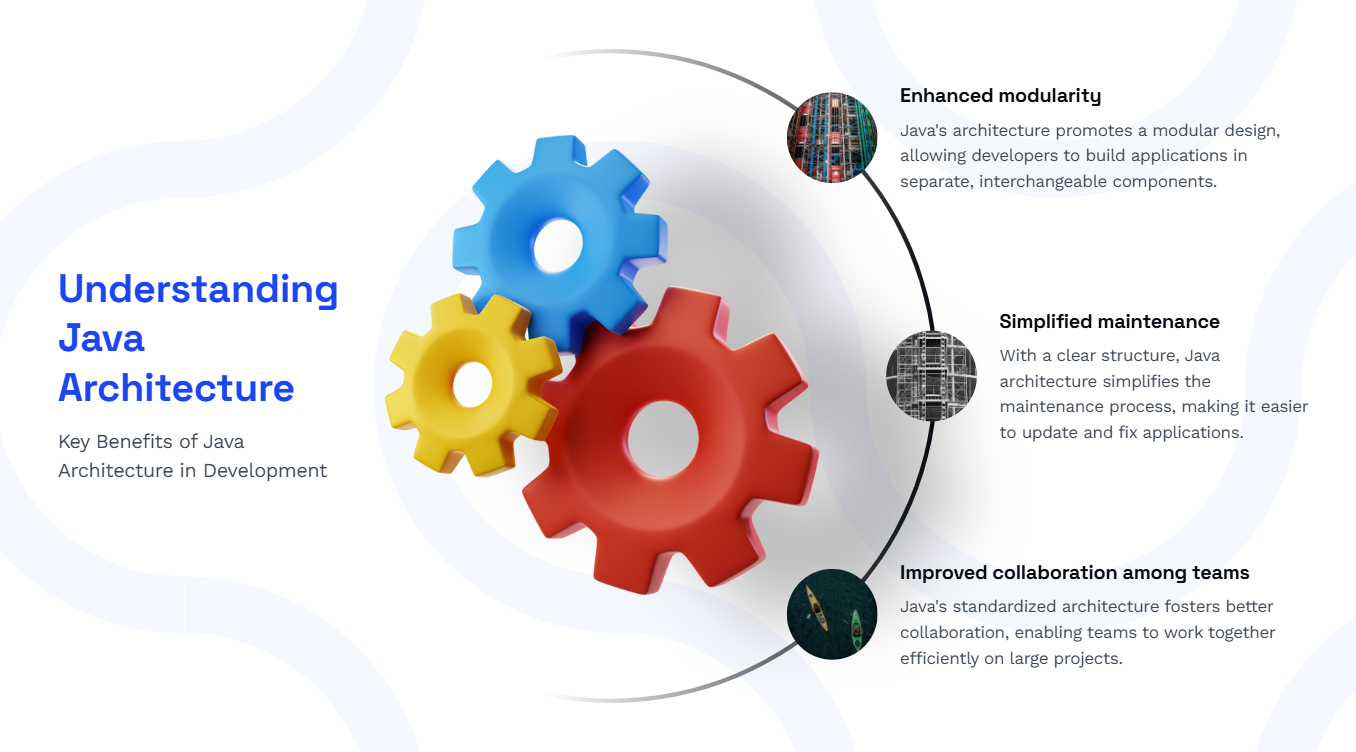 Understanding
Java
Architecture
Key Benefits of Java
Architecture in Development
Enhanced modularity
Java's architecture promotes a modular design,
allowing developers to build applications in
separate, interchangeable components.
Simplified maintenance
With a clear structure, Java
architecture simplifies the
maintenance process, making it easier
to update and fix applications.
Improved collaboration among teams
Java's standardized architecture fosters better
collaboration, enabling teams to work together
efficiently on large projects.